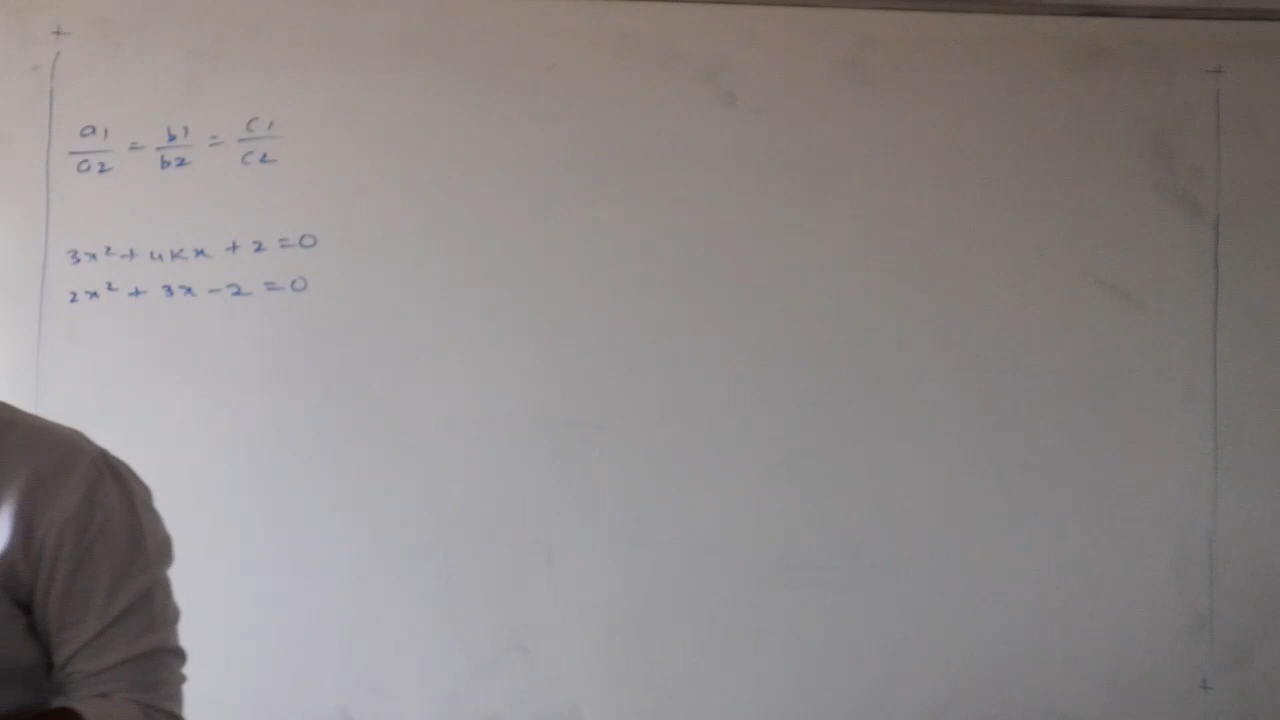 a1/a2 = b1/b2 = c1/c2
3x² + 4kx + 2 = 0
2x² + 3x - 2 = 0